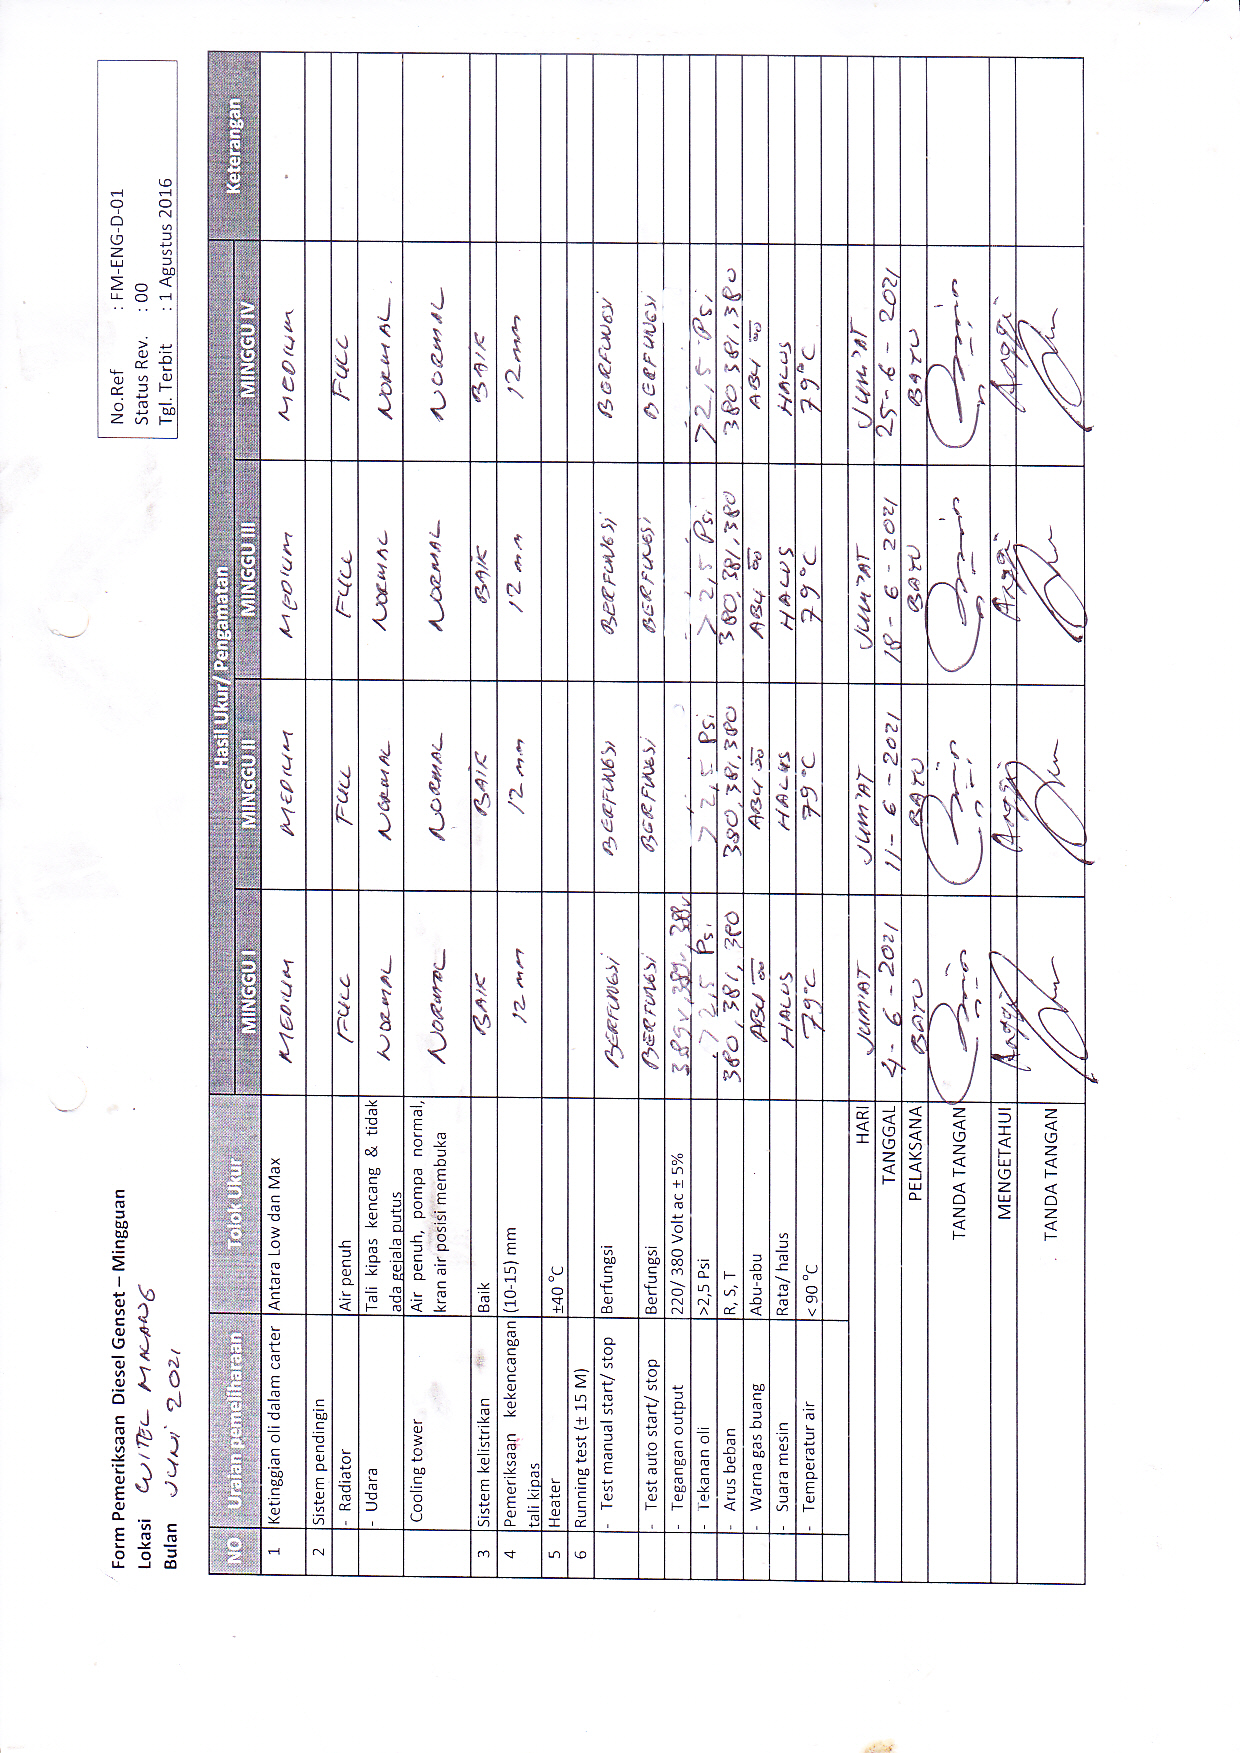 Form Pemeriksaan Diesel Genset – Mingguan
Lokasi WITEL MALANG
Bulan JUNI 2021
No.Ref : FM-ENG-D-01
Status Rev. : 00
Tgl. Terbit : 1 Agustus 2016
NO Uraian pemeliharaan Tolok Ukur Hasil Ukur/ Pengamatan Keterangan
MINGGU I MINGGU II MINGGU III MINGGU IV
1 Ketinggian oli dalam carter Antara Low dan Max MEDIUM MEDIUM MEDIUM MEDIUM
2 Sistem pendingin
- Radiator Air penuh FULL FULL FULL FULL
- Udara Tali kipas kencang & tidak ada gejala putus NORMAL NORMAL NORMAL NORMAL
Cooling tower Air penuh, pompa normal, kran air posisi membuka NORMAL NORMAL NORMAL NORMAL
3 Sistem kelistrikan Baik BAIK BAIK BAIK BAIK
4 Pemeriksaan kekencangan tali kipas (10-15) mm 12 mm 12 mm 12 mm 12 mm
5 Heater ±40 °C
6 Running test (± 15 M)
- Test manual start/ stop Berfungsi BERFUNGSI BERFUNGSI BERFUNGSI BERFUNGSI
- Test auto start/ stop Berfungsi BERFUNGSI BERFUNGSI BERFUNGSI BERFUNGSI
- Tegangan output 220/ 380 Volt ac ± 5%
- Tekanan oli >2,5 Psi > 2,5 Psi > 2,5 Psi > 2,5 Psi >2,5 Psi
- Arus beban R, S, T 380, 381, 380 380, 381, 380 380, 381, 380 380 381, 380
- Warna gas buang Abu-abu ABU ABU ABU ABU
- Suara mesin Rata/ halus HALUS HALUS HALUS HALUS
- Temperatur air < 90 °C 79°C 79°C 79°C 79°C
HARI JUM'AT JUM'AT JUM'AT JUM'AT
TANGGAL 4-6-2021 11-6-2021 18-6-2021 25-6-2021
PELAKSANA BATU BATU BATU BATU
TANDA TANGAN
MENGETAHUI Anggi Anggi Anggi Anggi
TANDA TANGAN